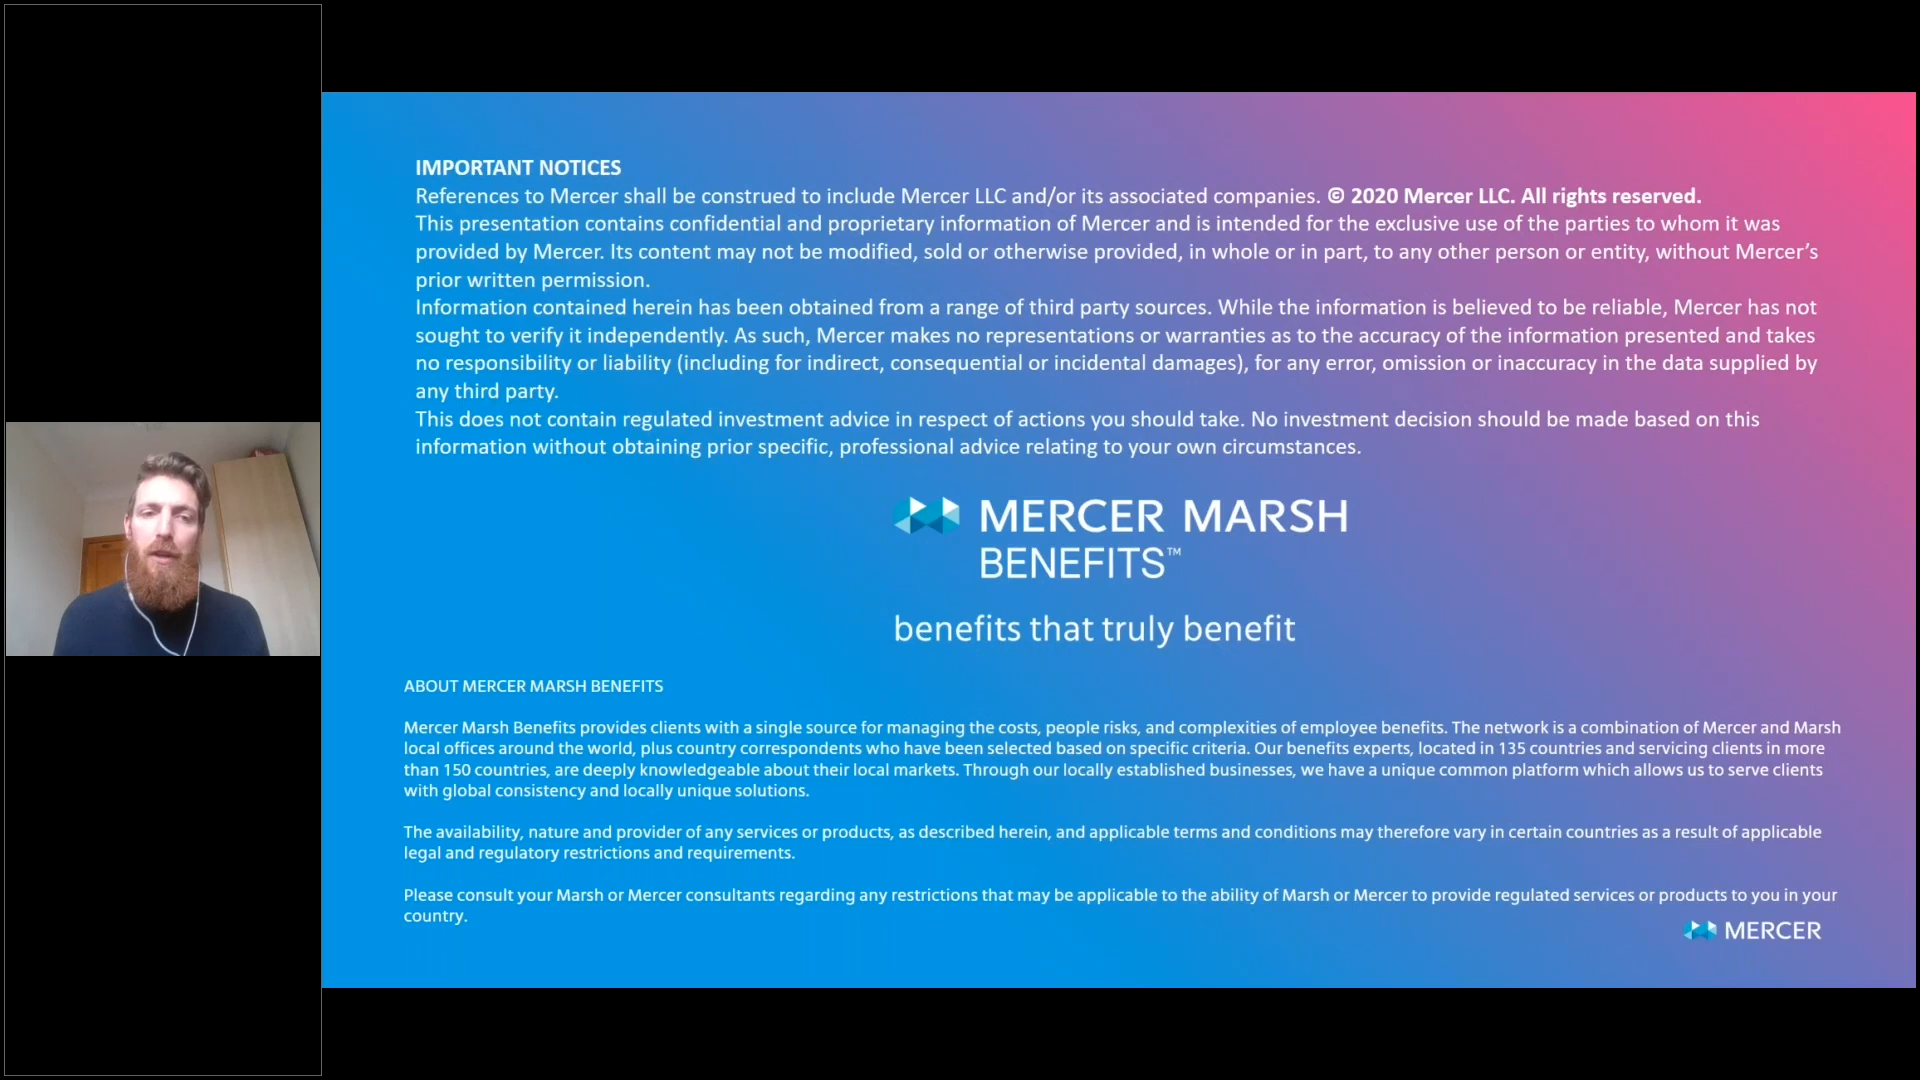 IMPORTANT NOTICES
References to Mercer shall be construed to include Mercer LLC and/or its associated companies. © 2020 Mercer LLC. All rights reserved.
This presentation contains confidential and proprietary information of Mercer and is intended for the exclusive use of the parties to whom it was
provided by Mercer. Its content may not be modified, sold or otherwise provided, in whole or in part, to any other person or entity, without Mercer’s
prior written permission.
Information contained herein has been obtained from a range of third party sources. While the information is believed to be reliable, Mercer has not
sought to verify it independently. As such, Mercer makes no representations or warranties as to the accuracy of the information presented and takes
no responsibility or liability (including for indirect, consequential or incidental damages), for any error, omission or inaccuracy in the data supplied by
any third party.
This does not contain regulated investment advice in respect of actions you should take. No investment decision should be made based on this
information without obtaining prior specific, professional advice relating to your own circumstances.
MERCER MARSH
BENEFITS™
benefits that truly benefit
ABOUT MERCER MARSH BENEFITS
Mercer Marsh Benefits provides clients with a single source for managing the costs, people risks, and complexities of employee benefits. The network is a combination of Mercer and Marsh
local offices around the world, plus country correspondents who have been selected based on specific criteria. Our benefits experts, located in 135 countries and servicing clients in more
than 150 countries, are deeply knowledgeable about their local markets. Through our locally established businesses, we have a unique common platform which allows us to serve clients
with global consistency and locally unique solutions.
The availability, nature and provider of any services or products, as described herein, and applicable terms and conditions may therefore vary in certain countries as a result of applicable
legal and regulatory restrictions and requirements.
Please consult your Marsh or Mercer consultants regarding any restrictions that may be applicable to the ability of Marsh or Mercer to provide regulated services or products to you in your
country.
MERCER